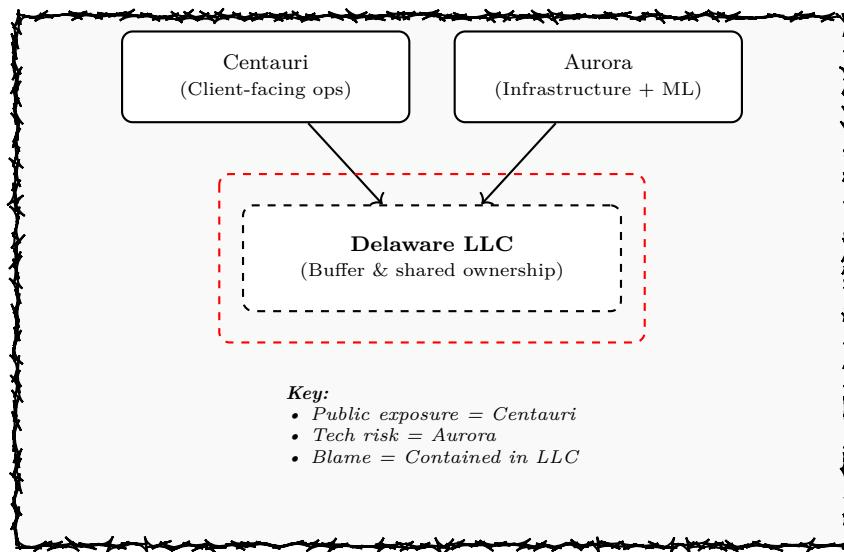 Centauri
(Client-facing ops)
Aurora
(Infrastructure + ML)
Delaware LLC
(Buffer & shared ownership)
Key:
• Public exposure = Centauri
• Tech risk = Aurora
• Blame = Contained in LLC